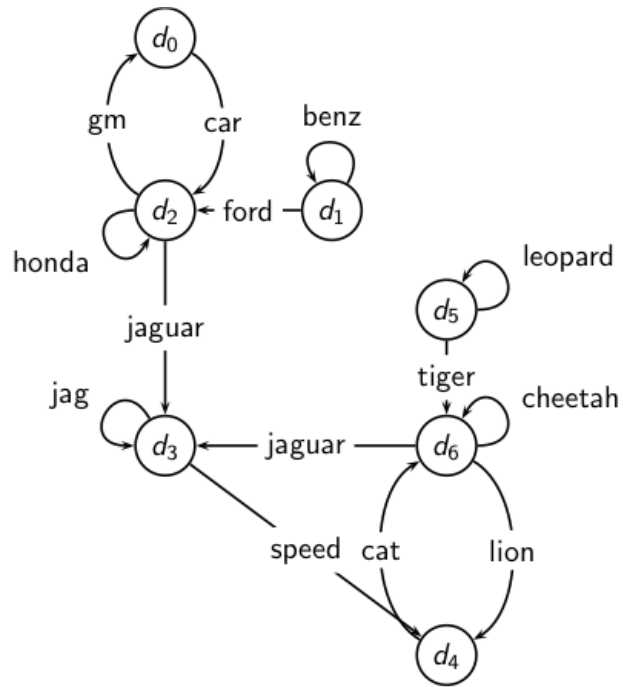 d0
gm
car
benz
d2
ford
d1
honda
leopard
d5
jaguar
tiger
jag
cheetah
d3
jaguar
d6
speed
cat
lion
d4